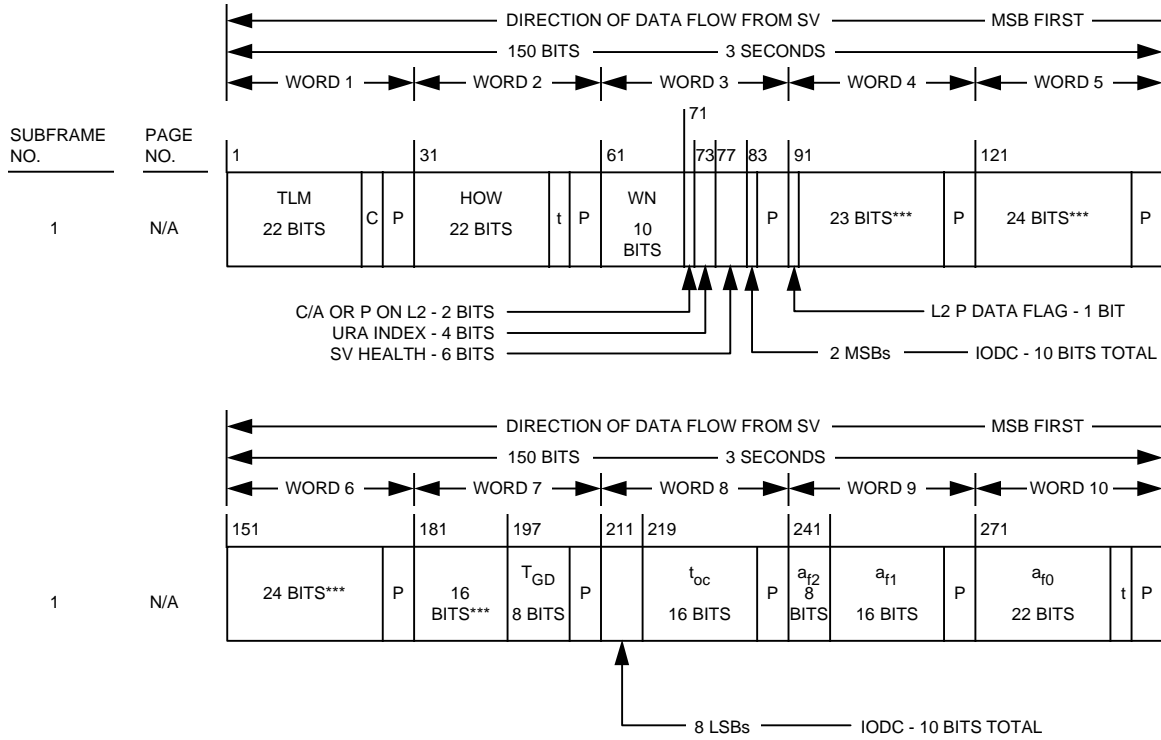 DIRECTION OF DATA FLOW FROM SV MSB FIRST
150 BITS 3 SECONDS
WORD 1 WORD 2 WORD 3 WORD 4 WORD 5
SUBFRAME NO. PAGE NO.
71
1 31 61 73 77 83 91 121
1 N/A
TLM 22 BITS
C
P
HOW 22 BITS
t
P
WN 10 BITS
P
23 BITS***
P
24 BITS***
P
C/A OR P ON L2 - 2 BITS
URA INDEX - 4 BITS
SV HEALTH - 6 BITS
L2 P DATA FLAG - 1 BIT
2 MSBs IODC - 10 BITS TOTAL
DIRECTION OF DATA FLOW FROM SV MSB FIRST
150 BITS 3 SECONDS
WORD 6 WORD 7 WORD 8 WORD 9 WORD 10
151 181 197 211 219 241 271
1 N/A
24 BITS***
P
16 BITS***
TGD 8 BITS
P
toc 16 BITS
P
af2 8 BITS
af1 16 BITS
P
af0 22 BITS
t
P
8 LSBs IODC - 10 BITS TOTAL